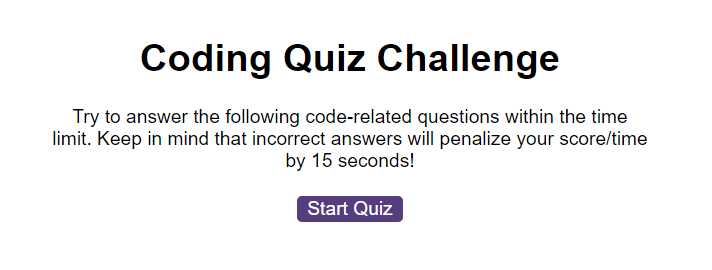 Coding Quiz Challenge
Try to answer the following code-related questions within the time
limit. Keep in mind that incorrect answers will penalize your score/time
by 15 seconds!
Start Quiz